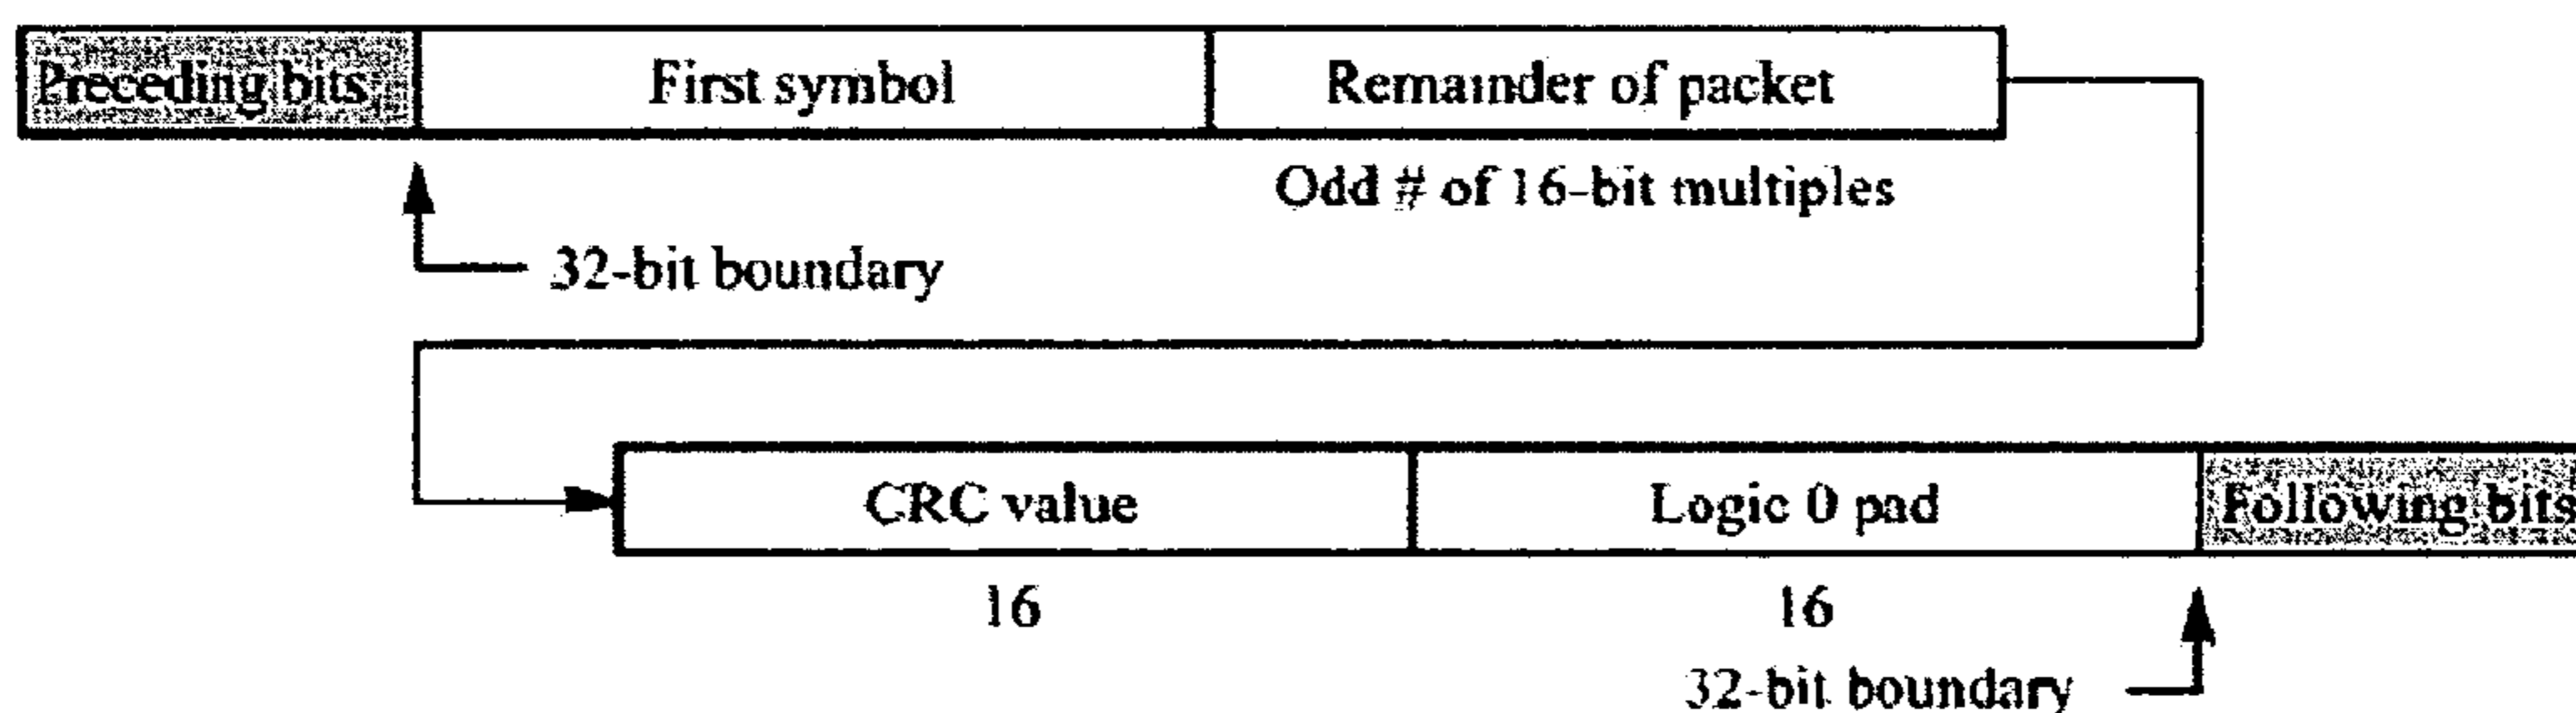 Preceding bits First symbol Remainder of packet
Odd # of 16-bit multiples
32-bit boundary
CRC value Logic 0 pad Following bits
16 16
32-bit boundary